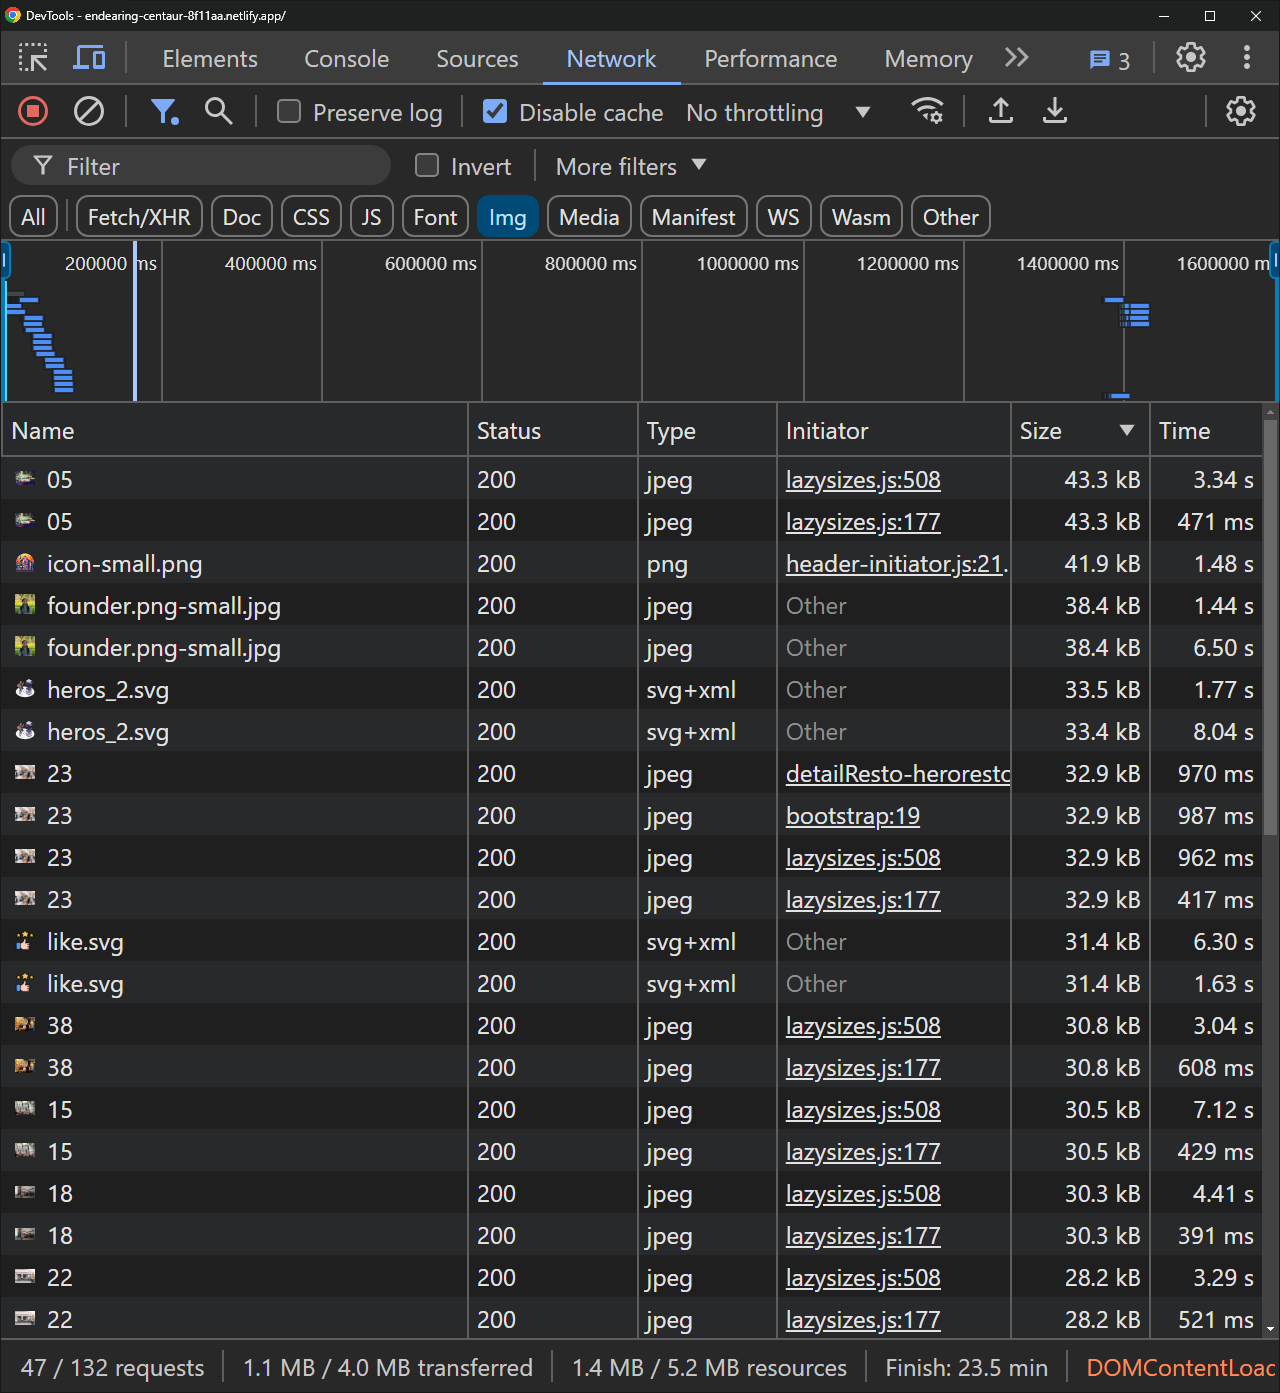 DevTools - endearing-centaur-8f11aa.netlify.app/
Elements Console Sources Network Performance Memory 3
Preserve log Disable cache No throttling
Filter Invert More filters
All Fetch/XHR Doc CSS JS Font Img Media Manifest WS Wasm Other
200000 ms 400000 ms 600000 ms 800000 ms 1000000 ms 1200000 ms 1400000 ms 1600000 m
Name Status Type Initiator Size Time
05 200 jpeg lazysizes.js:508 43.3 kB 3.34 s
05 200 jpeg lazysizes.js:177 43.3 kB 471 ms
icon-small.png 200 png header-initiator.js:21. 41.9 kB 1.48 s
founder.png-small.jpg 200 jpeg Other 38.4 kB 1.44 s
founder.png-small.jpg 200 jpeg Other 38.4 kB 6.50 s
heros_2.svg 200 svg+xml Other 33.5 kB 1.77 s
heros_2.svg 200 svg+xml Other 33.4 kB 8.04 s
23 200 jpeg detailResto-heroresto 32.9 kB 970 ms
23 200 jpeg bootstrap:19 32.9 kB 987 ms
23 200 jpeg lazysizes.js:508 32.9 kB 962 ms
23 200 jpeg lazysizes.js:177 32.9 kB 417 ms
like.svg 200 svg+xml Other 31.4 kB 6.30 s
like.svg 200 svg+xml Other 31.4 kB 1.63 s
38 200 jpeg lazysizes.js:508 30.8 kB 3.04 s
38 200 jpeg lazysizes.js:177 30.8 kB 608 ms
15 200 jpeg lazysizes.js:508 30.5 kB 7.12 s
15 200 jpeg lazysizes.js:177 30.5 kB 429 ms
18 200 jpeg lazysizes.js:508 30.3 kB 4.41 s
18 200 jpeg lazysizes.js:177 30.3 kB 391 ms
22 200 jpeg lazysizes.js:508 28.2 kB 3.29 s
22 200 jpeg lazysizes.js:177 28.2 kB 521 ms
47 / 132 requests 1.1 MB / 4.0 MB transferred 1.4 MB / 5.2 MB resources Finish: 23.5 min DOMContentLoac